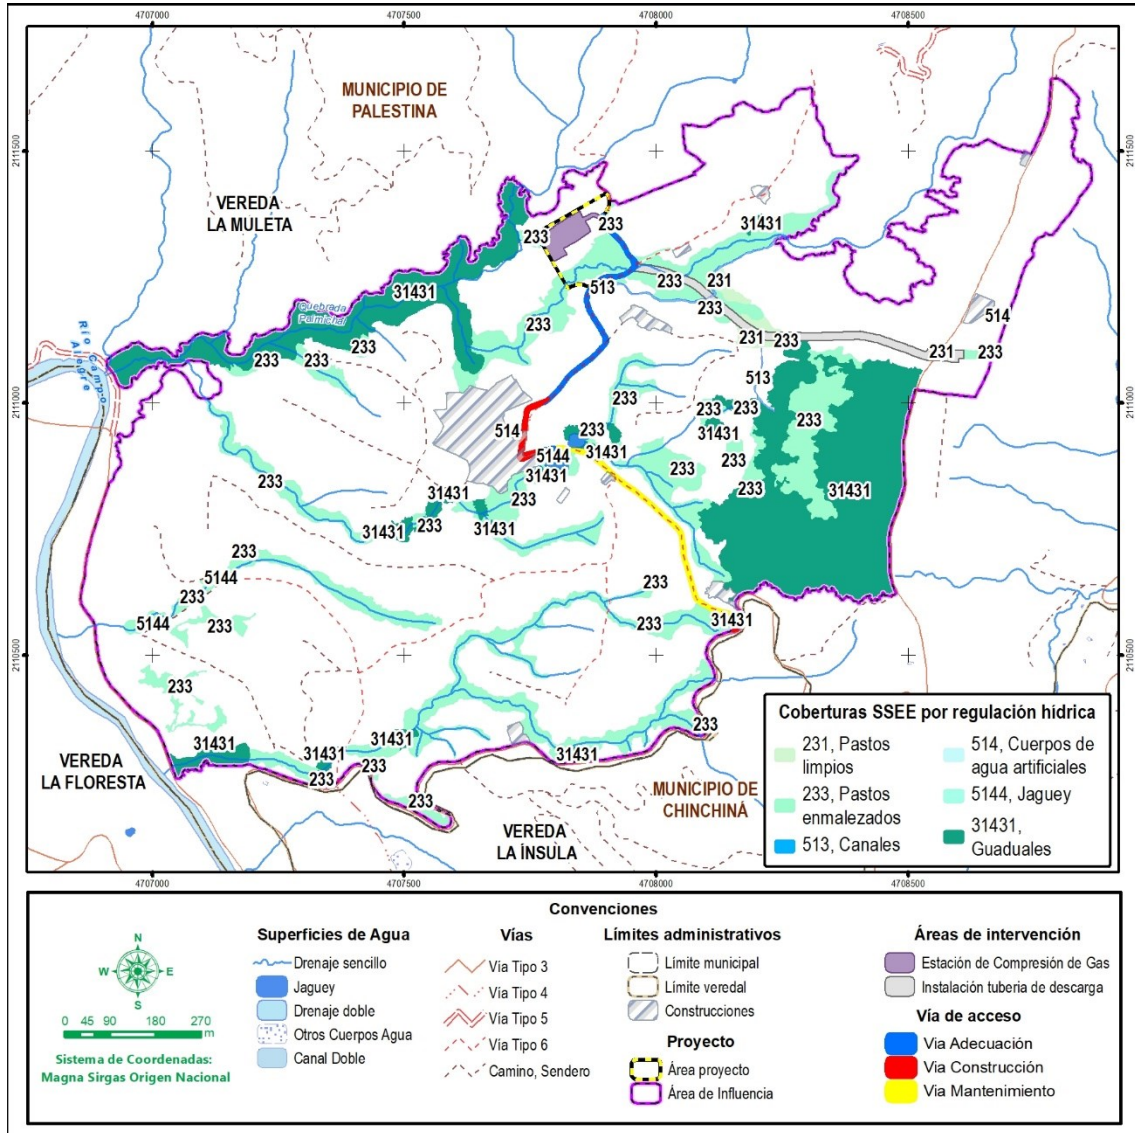 4707000 4707500 4708000 4708500
2111500
2111500
MUNICIPIO DE
PALESTINA
VEREDA
LA MULETA
31431
233
233
31431
513
233
231
233
514
Quebrada
Palmichal
233
231
233
231
233
Río Campo
Alegre
233
233
233
2111000
2111000
513
233
233
233
233
514
233
31431
5144
31431
233
233
31431
233
31431
233
31431
233
31431
233
31431
233
5144
233
233
5144
233
233
31431
2110500
2110500
233
233
31431
31431
31431
VEREDA
LA FLORESTA
233
233
233
MUNICIPIO DE
CHINCHINÁ
VEREDA
LA ÍNSULA
Coberturas SSEE por regulación hídrica
231, Pastos
limpios
233, Pastos
enmalezados
513, Canales
514, Cuerpos de
agua artificiales
5144, Jaguey
31431,
Guaduales
4707000 4707500 4708000 4708500
Convenciones
N
W E
S
0 45 90 180 270
m
Sistema de Coordenadas:
Magna Sirgas Origen Nacional
Superficies de Agua
Drenaje sencillo
Jaguey
Drenaje doble
Otros Cuerpos Agua
Canal Doble
Vías
Vía Tipo 3
Vía Tipo 4
Vía Tipo 5
Vía Tipo 6
Camino, Sendero
Límites administrativos
Límite municipal
Límite veredal
Construcciones
Proyecto
Área proyecto
Área de Influencia
Áreas de intervención
Estación de Compresión de Gas
Instalación tuberia de descarga
Vía de acceso
Via Adecuación
Via Construcción
Via Mantenimiento